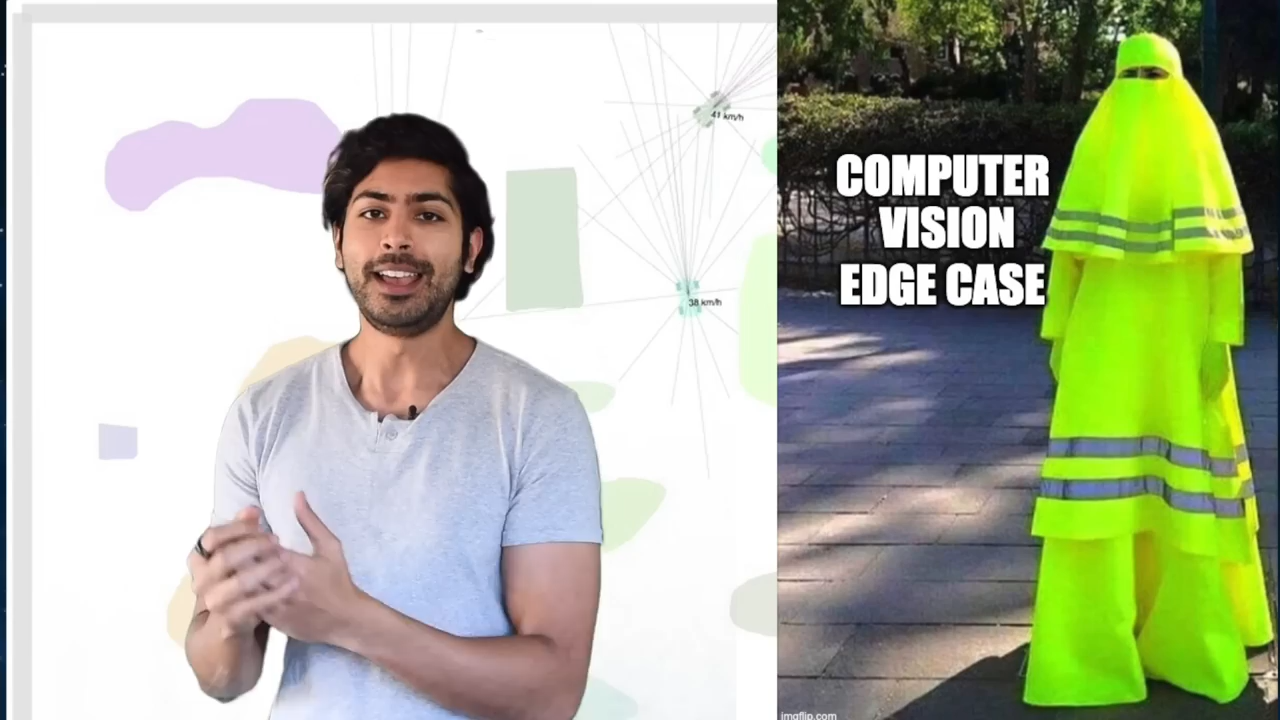 41 km/h
38 km/h
COMPUTER
VISION
EDGE CASE
imgflip.com